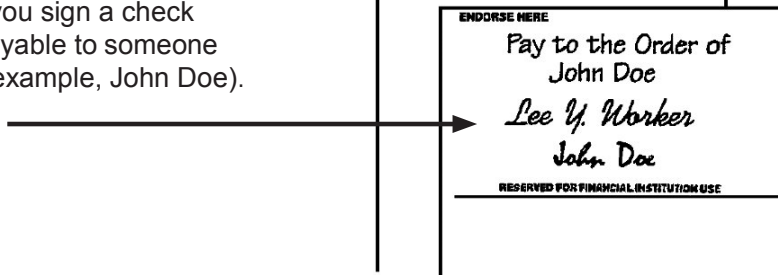 you sign a check
yable to someone
example, John Doe).
ENDORSE HERE
Pay to the Order of
John Doe
Lee Y. Worker
John Doe
RESERVED FOR FINANCIAL INSTITUTION USE